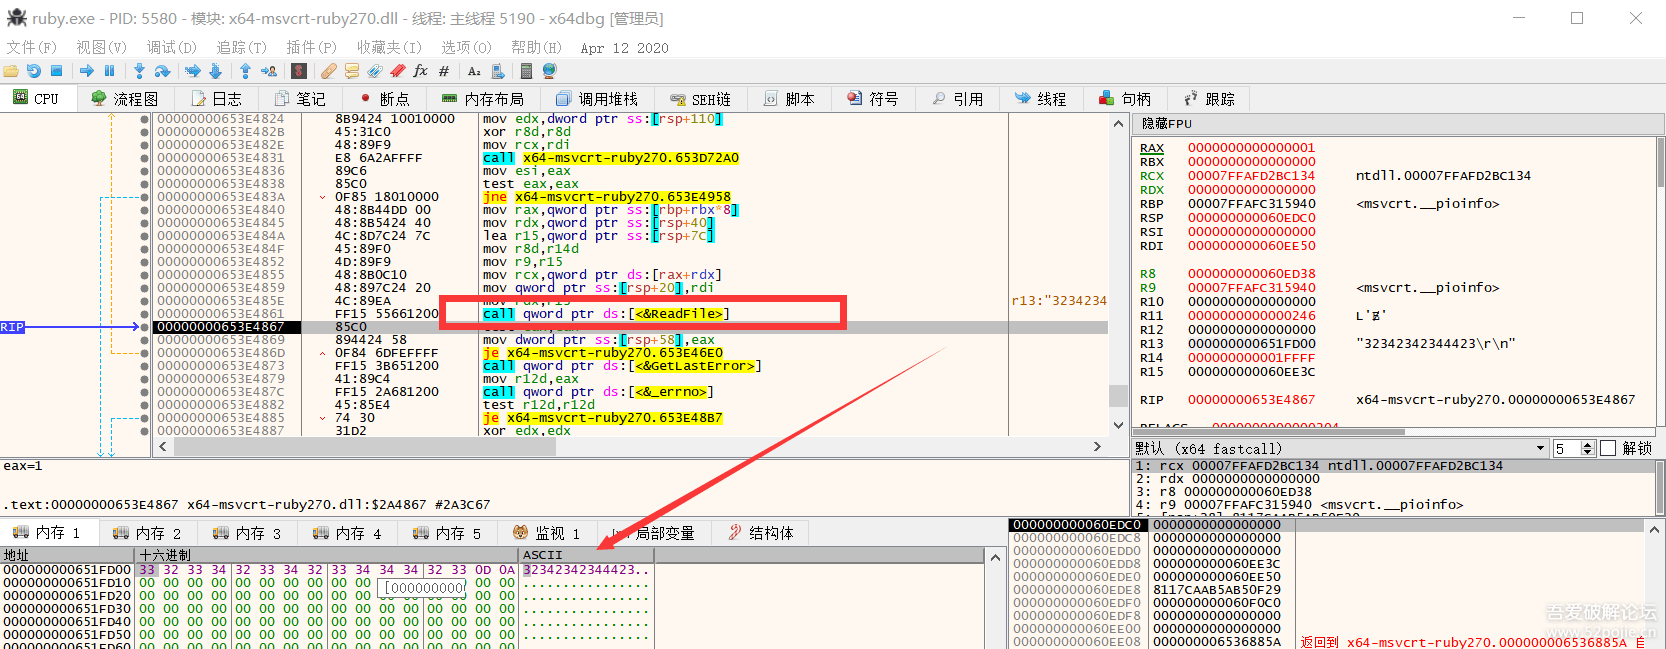 ruby.exe - PID: 5580 - 模块: x64-msvcrt-ruby270.dll - 线程: 主线程 5190 - x64dbg [管理员]
文件(F) 视图(V) 调试(D) 追踪(T) 插件(P) 收藏夹(I) 选项(O) 帮助(H) Apr 12 2020
CPU 流程图 日志 笔记 断点 内存布局 调用堆栈 SEH链 脚本 符号 引用 线程 句柄 跟踪
00000000653E4824 8B9424 10010000 mov edx,dword ptr ss:[rsp+110]
00000000653E482B 45:31C0 xor r8d,r8d
00000000653E482E 48:89F9 mov rcx,rdi
00000000653E4831 E8 6A2AFFFF call x64-msvcrt-ruby270.653D72A0
00000000653E4836 89C6 mov esi,eax
00000000653E4838 85C0 test eax,eax
00000000653E483A 0F85 18010000 jne x64-msvcrt-ruby270.653E4958
00000000653E4840 48:8B44DD 00 mov rax,qword ptr ss:[rbp+rbx*8]
00000000653E4845 48:8B5424 40 mov rdx,qword ptr ss:[rsp+40]
00000000653E484A 4C:8D7C24 7C lea r15,qword ptr ss:[rsp+7C]
00000000653E484F 45:89F0 mov r8d,r14d
00000000653E4852 4D:89F9 mov r9,r15
00000000653E4855 48:8B0C10 mov rcx,qword ptr ds:[rax+rdx]
00000000653E4859 48:897C24 20 mov qword ptr ss:[rsp+20],rdi
00000000653E485E 4C:89EA mov rdx,r13 r13:"3234234
00000000653E4861 FF15 55661200 call qword ptr ds:[<&ReadFile>]
RIP 00000000653E4867 85C0 test eax,eax
00000000653E4869 894424 58 mov dword ptr ss:[rsp+58],eax
00000000653E486D 0F84 6DFEFFFF je x64-msvcrt-ruby270.653E46E0
00000000653E4873 FF15 3B651200 call qword ptr ds:[<&GetLastError>]
00000000653E4879 41:89C4 mov r12d,eax
00000000653E487C FF15 2A681200 call qword ptr ds:[<&_errno>]
00000000653E4882 45:85E4 test r12d,r12d
00000000653E4885 74 30 je x64-msvcrt-ruby270.653E48B7
00000000653E4887 31D2 xor edx,edx
隐藏FPU
RAX 0000000000000001
RBX 0000000000000000
RCX 00007FFAFD2BC134 ntdll.00007FFAFD2BC134
RDX 0000000000000000
RBP 00007FFAFC315940 <msvcrt.__pioinfo>
RSP 000000000060EDC0
RSI 0000000000000000
RDI 000000000060EE50
R8 000000000060ED38
R9 00007FFAFC315940 <msvcrt.__pioinfo>
R10 0000000000000000
R11 0000000000000246
R12 0000000000000000
R13 00000000651FD00 "32342342344423\r\n"
R14 000000000001FFFF
R15 000000000060EE3C
RIP 00000000653E4867 x64-msvcrt-ruby270.00000000653E4867
默认 (x64 fastcall) 5 解锁
1: rcx 00007FFAFD2BC134 ntdll.00007FFAFD2BC134
2: rdx 0000000000000000
3: r8 000000000060ED38
4: r9 00007FFAFC315940 <msvcrt.__pioinfo>
eax=1
.text:00000000653E4867 x64-msvcrt-ruby270.dll:$2A4867 #2A3C67
内存 1 内存 2 内存 3 内存 4 内存 5 监视 1 局部变量 结构体
地址 十六进制 ASCII
000000000651FD00 33 32 33 34 32 33 34 32 33 34 34 34 32 33 0D 0A 32342342344423..
000000000651FD10 00 00 00 00 00 00 00 00 00 00 00 ................
[000000000
000000000651FD20 00 00 00 00 00 00 00 00 00 00 00 00 00 00 00 00 ................
000000000651FD30 00 00 00 00 00 00 00 00 00 00 00 00 00 00 00 00 ................
000000000651FD40 00 00 00 00 00 00 00 00 00 00 00 00 00 00 00 00 ................
000000000651FD50 00 00 00 00 00 00 00 00 00 00 00 00 00 00 00 00 ................
000000000060EDC0 0000000000000000
000000000060EDC8 0000000000000000
000000000060EDD0 0000000000000000
000000000060EDD8 000000000060EE3C
000000000060EDE0 000000000060EE50
000000000060EDE8 8117CAAB5AB50F29
000000000060EDF0 000000000060F0C0
000000000060EDF8 0000000000000000
000000000060EE00 0000000000000000
000000000060EE08 000000006536885A 返回到 x64-msvcrt-ruby270.000000006536885A 自
吾爱破解论坛
www.52pojie.cn